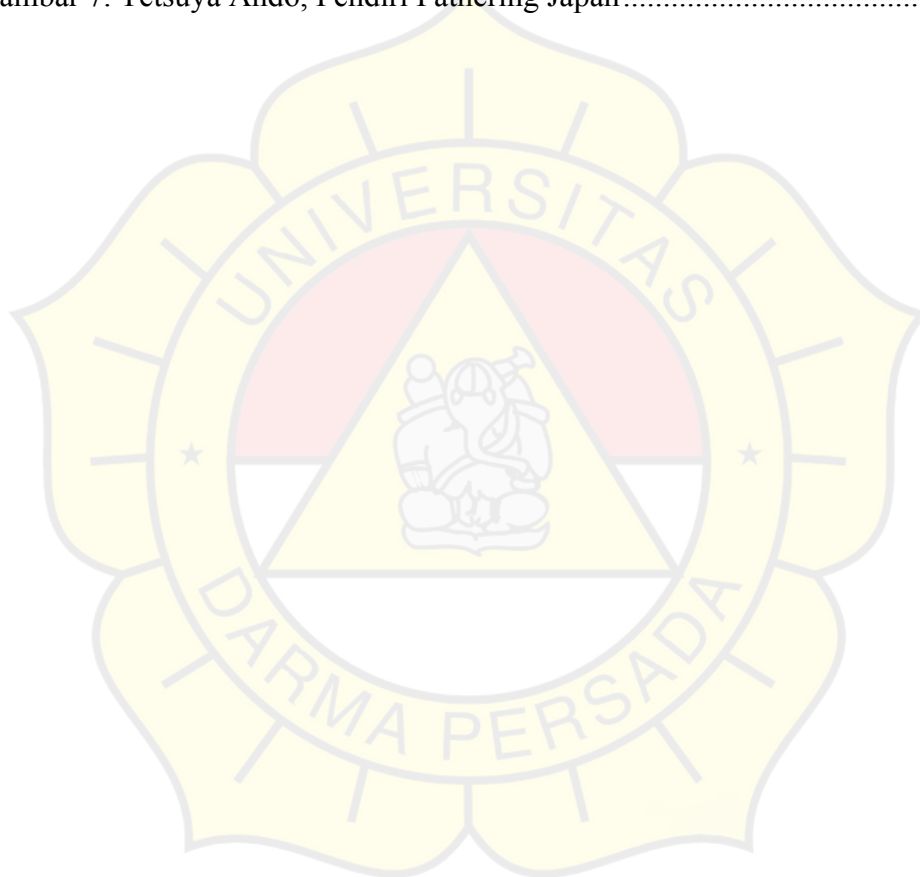 ambar 7. Tetsuya Ando, Pendiri Fathering Japan.....................................
UNIVERSITAS
DARMA PERSADA